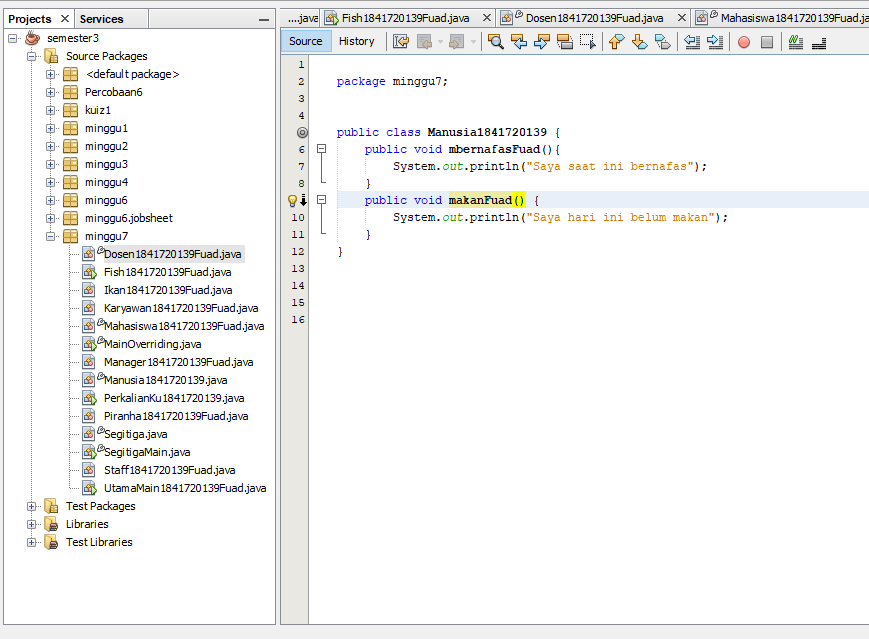 Projects Services
semester3
Source Packages
<default package>
Percobaan6
kuiz1
minggu1
minggu2
minggu3
minggu4
minggu6
minggu6.jobsheet
minggu7
Dosen1841720139Fuad.java
Fish1841720139Fuad.java
Ikan1841720139Fuad.java
Karyawan1841720139Fuad.java
Mahasiswa1841720139Fuad.java
MainOverriding.java
Manager1841720139Fuad.java
Manusia1841720139.java
PerkalianKu1841720139.java
Piranha1841720139Fuad.java
Segitiga.java
SegitigaMain.java
Staff1841720139Fuad.java
UtamaMain1841720139Fuad.java
Test Packages
Libraries
Test Libraries
....java Fish1841720139Fuad.java Dosen1841720139Fuad.java Mahasiswa1841720139Fuad.ja
Source History
1
2 package minggu7;
3
4
public class Manusia1841720139 {
6 public void mbernafasFuad(){
7 System.out.println("Saya saat ini bernafas");
8 }
public void makanFuad() {
10 System.out.println("Saya hari ini belum makan");
11 }
12 }
13
14
15
16